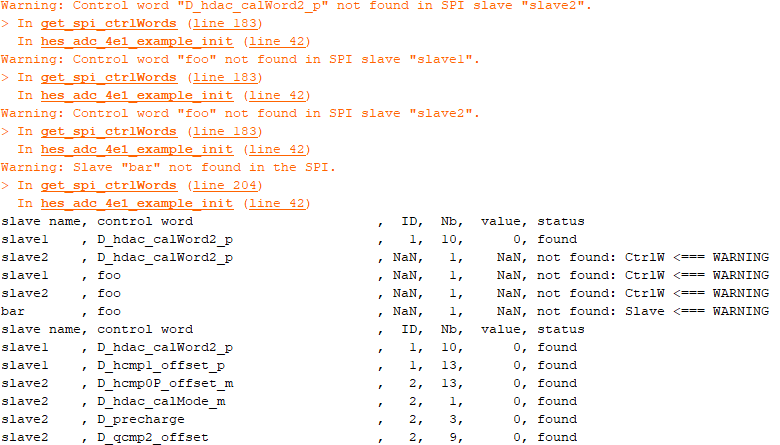 Warning: Control word "D_hdac_calWord2_p" not found in SPI slave "slave2".
> In get_spi_ctrlWords (line 183)
  In hes_adc_4e1_example_init (line 42)
Warning: Control word "foo" not found in SPI slave "slave1".
> In get_spi_ctrlWords (line 183)
  In hes_adc_4e1_example_init (line 42)
Warning: Control word "foo" not found in SPI slave "slave2".
> In get_spi_ctrlWords (line 183)
  In hes_adc_4e1_example_init (line 42)
Warning: Slave "bar" not found in the SPI.
> In get_spi_ctrlWords (line 204)
  In hes_adc_4e1_example_init (line 42)
slave name, control word                       ,  ID,  Nb,  value, status
slave1    , D_hdac_calWord2_p                  ,   1,  10,      0, found
slave2    , D_hdac_calWord2_p                  , NaN,   1,    NaN, not found: CtrlW <=== WARNING
slave1    , foo                                , NaN,   1,    NaN, not found: CtrlW <=== WARNING
slave2    , foo                                , NaN,   1,    NaN, not found: CtrlW <=== WARNING
bar       , foo                                , NaN,   1,    NaN, not found: Slave <=== WARNING
slave name, control word                       ,  ID,  Nb,  value, status
slave1    , D_hdac_calWord2_p                  ,   1,  10,      0, found
slave1    , D_hcmp1_offset_p                   ,   1,  13,      0, found
slave2    , D_hcmp0P_offset_m                  ,   2,  13,      0, found
slave2    , D_hdac_calMode_m                   ,   2,   1,      0, found
slave2    , D_precharge                        ,   2,   3,      0, found
slave2    , D_qcmp2_offset                     ,   2,   9,      0, found